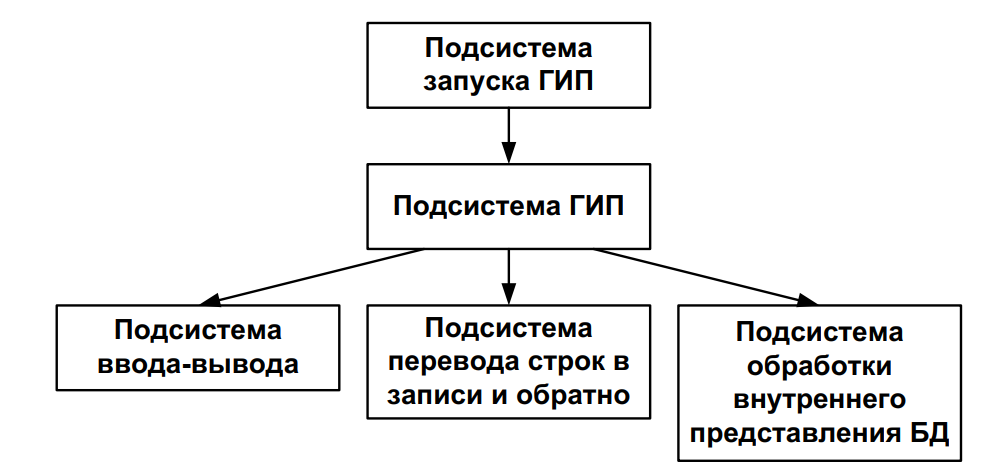 Подсистема
запуска ГИП
Подсистема ГИП
Подсистема
ввода-вывода
Подсистема
перевода строк в
записи и обратно
Подсистема
обработки
внутреннего
представления БД